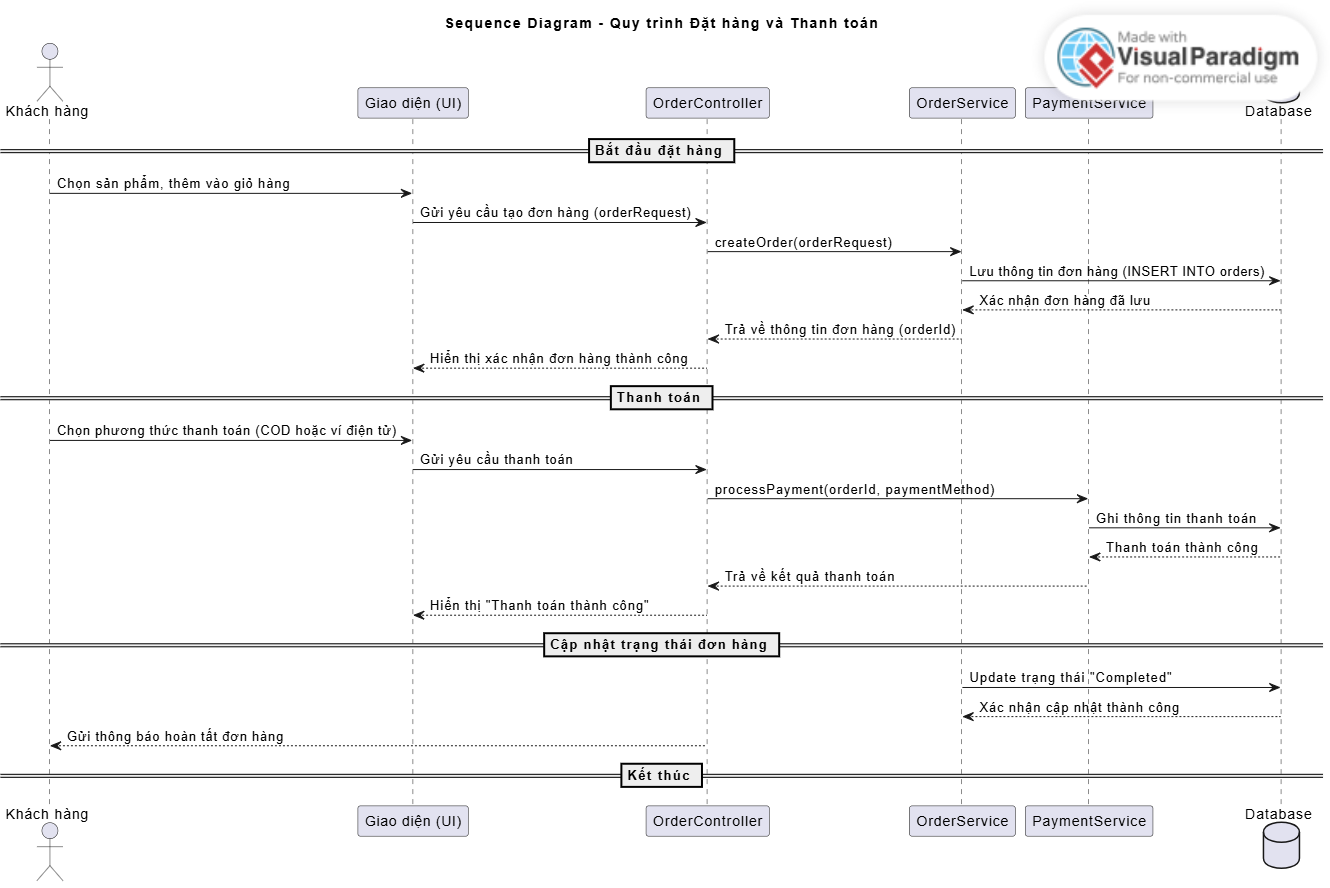 Sequence Diagram - Quy trình Đặt hàng và Thanh toán
Made with
Visual Paradigm
For non-commercial use
Khách hàng
Giao diện (UI)
OrderController
OrderService
PaymentService
Database
Bắt đầu đặt hàng
Chọn sản phẩm, thêm vào giỏ hàng
Gửi yêu cầu tạo đơn hàng (orderRequest)
createOrder(orderRequest)
Lưu thông tin đơn hàng (INSERT INTO orders)
Xác nhận đơn hàng đã lưu
Trả về thông tin đơn hàng (orderId)
Hiển thị xác nhận đơn hàng thành công
Thanh toán
Chọn phương thức thanh toán (COD hoặc ví điện tử)
Gửi yêu cầu thanh toán
processPayment(orderId, paymentMethod)
Ghi thông tin thanh toán
Thanh toán thành công
Trả về kết quả thanh toán
Hiển thị "Thanh toán thành công"
Cập nhật trạng thái đơn hàng
Update trạng thái "Completed"
Xác nhận cập nhật thành công
Gửi thông báo hoàn tất đơn hàng
Kết thúc
Khách hàng
Giao diện (UI)
OrderController
OrderService
PaymentService
Database